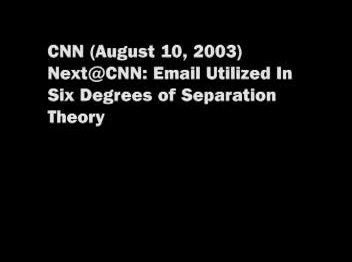 CNN (August 10, 2003)
Next@CNN: Email Utilized In
Six Degrees of Separation
Theory